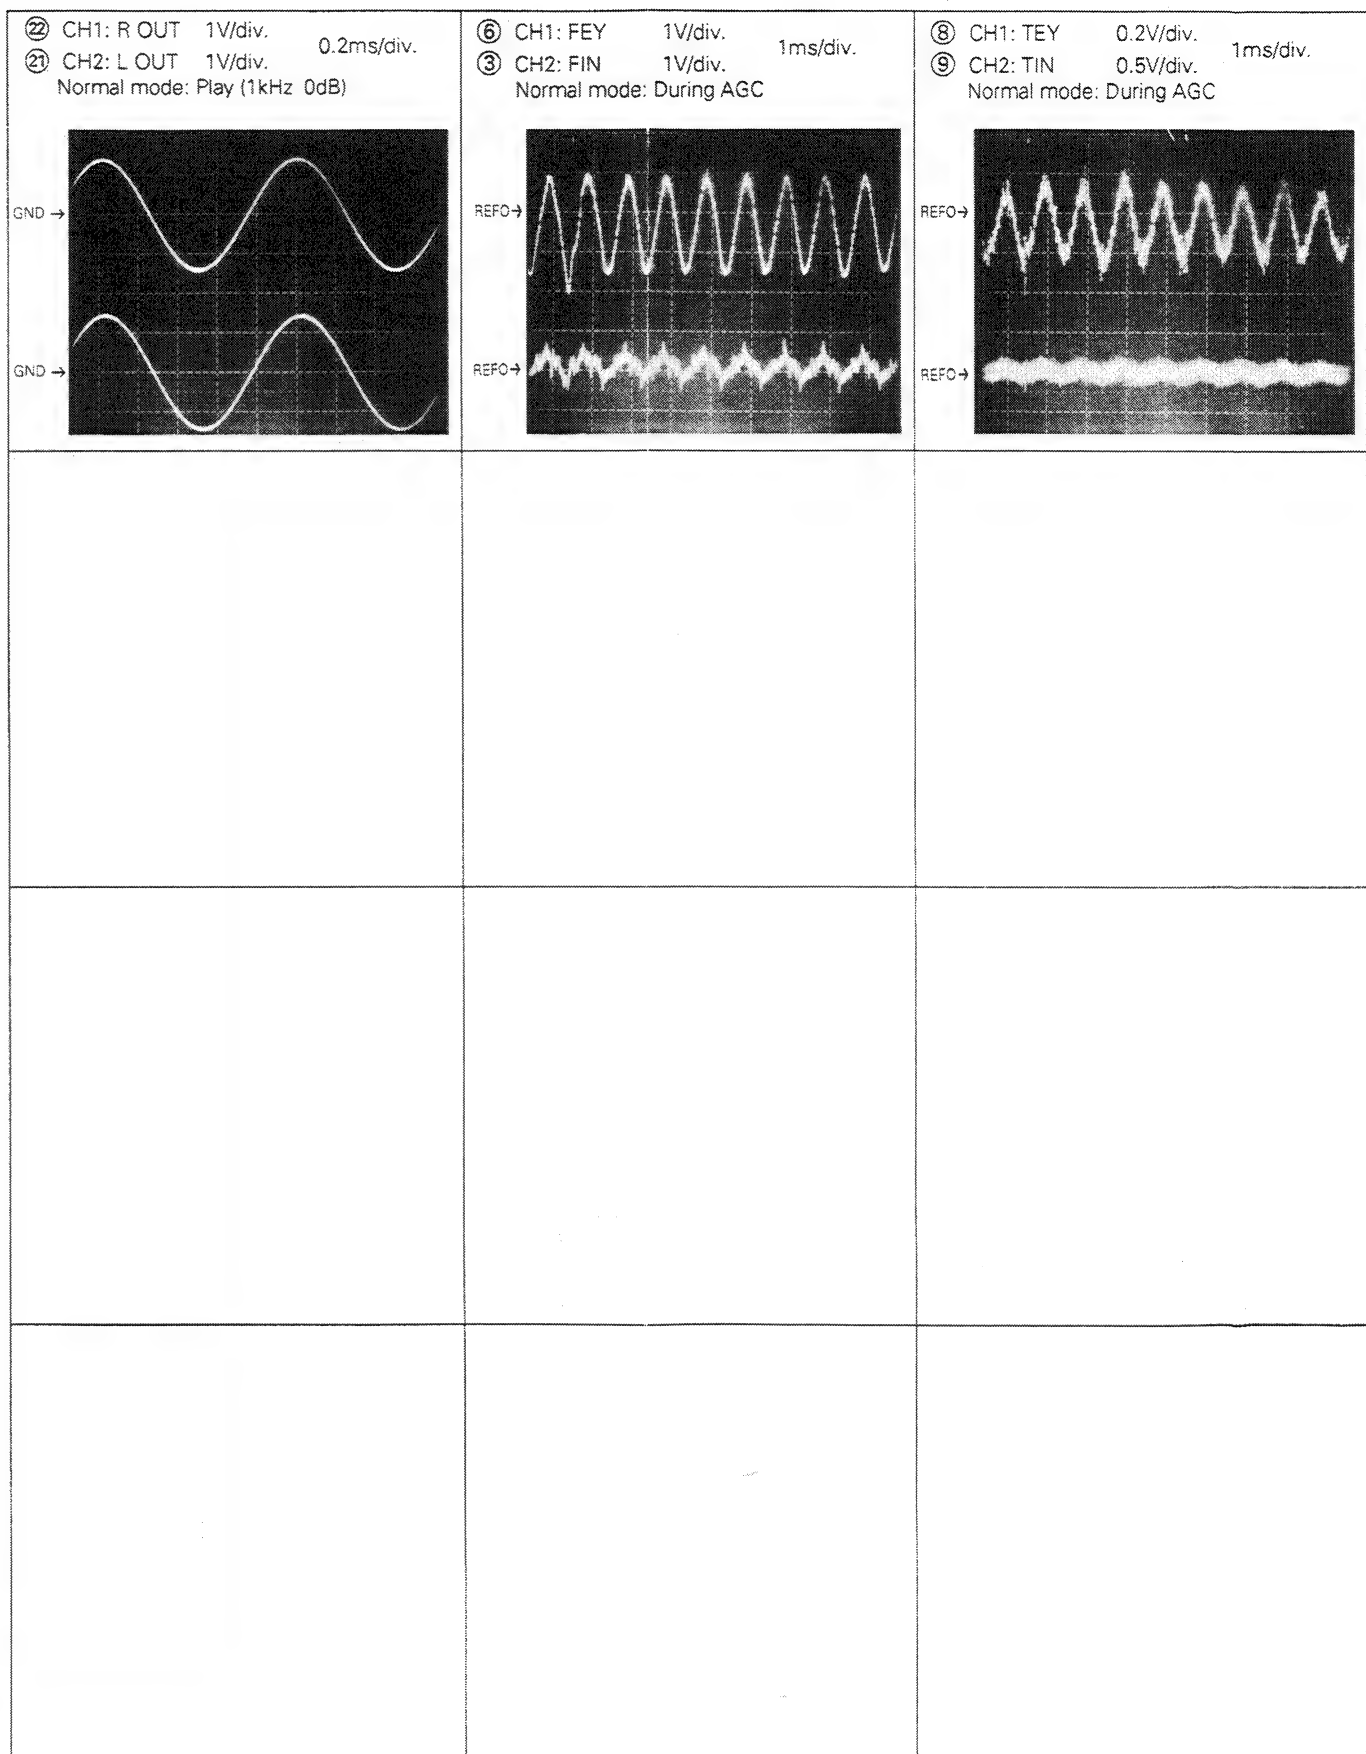 ㉒ CH1: R OUT 1V/div. 0.2ms/div.
㉑ CH2: L OUT 1V/div.
Normal mode: Play (1kHz 0dB)
GND →
GND →
⑥ CH1: FEY 1V/div. 1ms/div.
③ CH2: FIN 1V/div.
Normal mode: During AGC
REFO→
REFO→
⑧ CH1: TEY 0.2V/div. 1ms/div.
⑨ CH2: TIN 0.5V/div.
Normal mode: During AGC
REFO→
REFO→